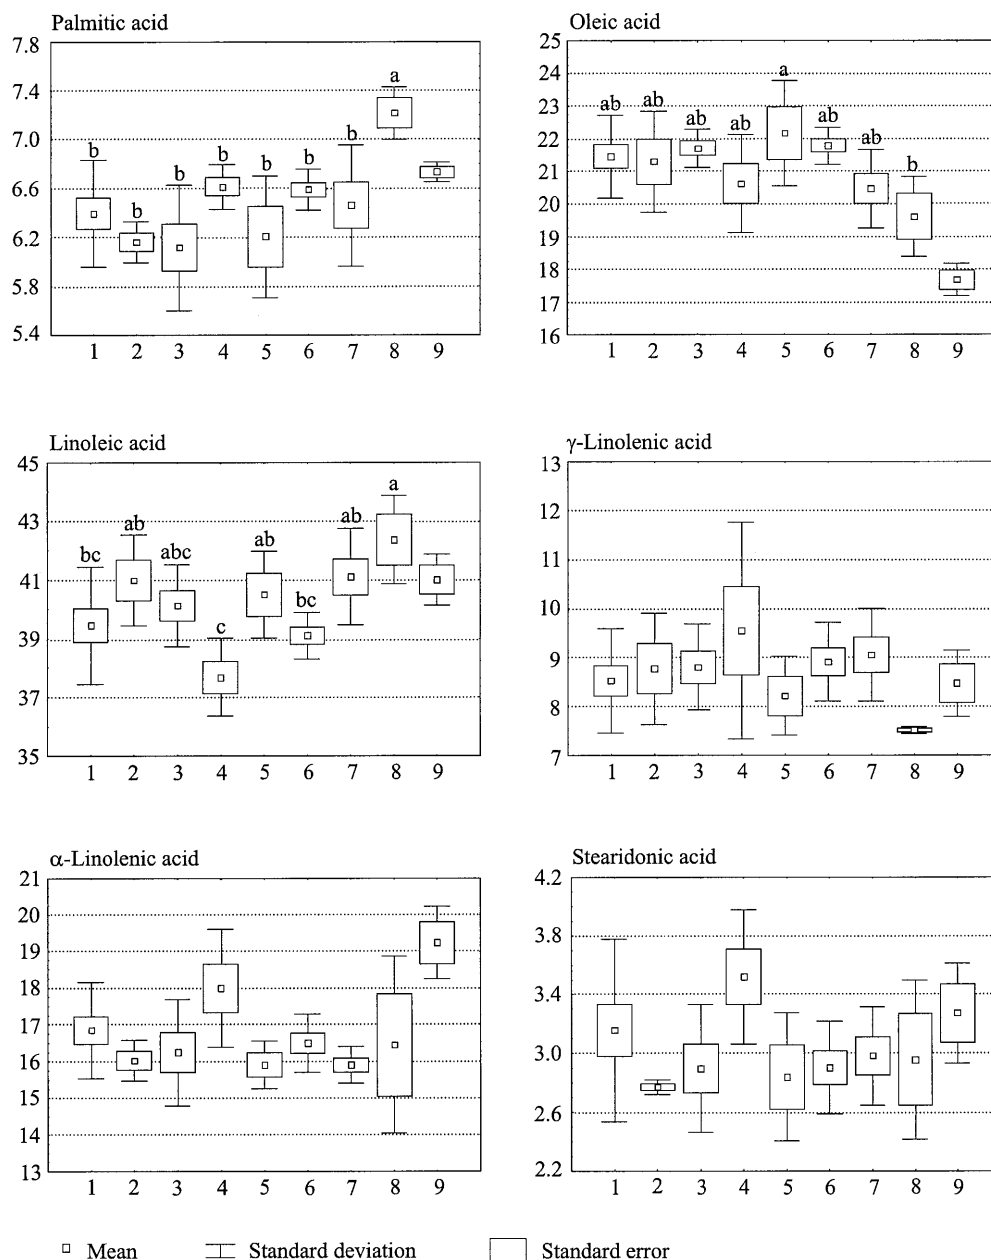 Palmitic acid
7.8
7.4
7.0
6.6
6.2
5.8
5.4
b b b b b b b a
1 2 3 4 5 6 7 8 9
Oleic acid
25
24
23
22
21
20
19
18
17
16
ab ab ab ab a ab ab b
1 2 3 4 5 6 7 8 9
Linoleic acid
45
43
41
39
37
35
bc ab abc c ab bc ab a
1 2 3 4 5 6 7 8 9
γ-Linolenic acid
13
12
11
10
9
8
7
1 2 3 4 5 6 7 8 9
α-Linolenic acid
21
20
19
18
17
16
15
14
13
1 2 3 4 5 6 7 8 9
Stearidonic acid
4.2
3.8
3.4
3.0
2.6
2.2
1 2 3 4 5 6 7 8 9
Mean Standard deviation Standard error